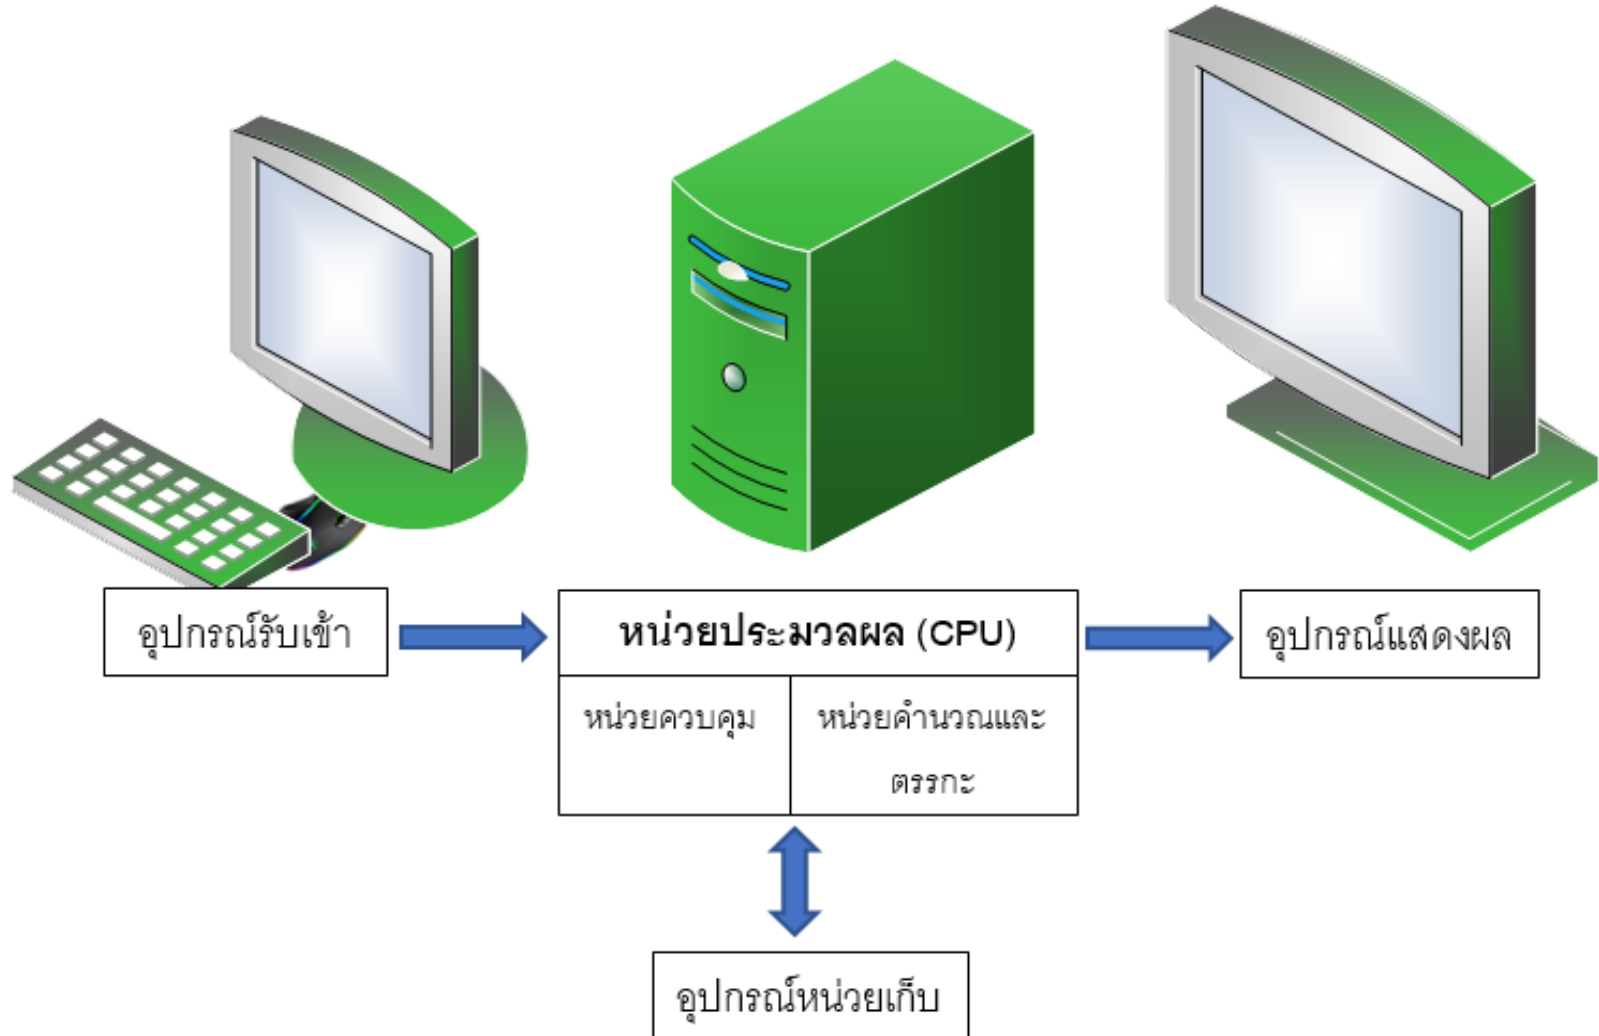 อุปกรณ์รับเข้า
หน่วยประมวลผล (CPU)
อุปกรณ์แสดงผล
หน่วยควบคุม
หน่วยคำนวณและ
ตรรกะ
อุปกรณ์หน่วยเก็บ